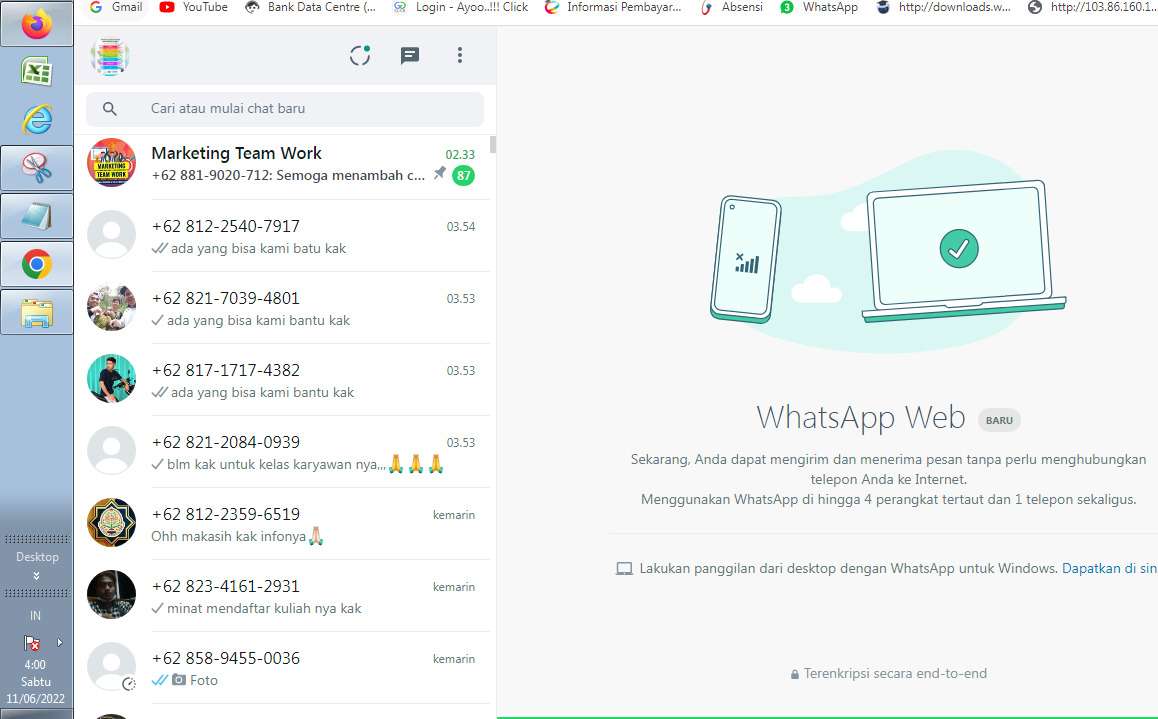 Gmail
YouTube
Bank Data Centre (...
Login - Ayoo..!!! Click
Informasi Pembayar...
Absensi
WhatsApp
http://downloads.w...
http://103.86.160.1...
Cari atau mulai chat baru
Marketing Team Work
02.33
+62 881-9020-712: Semoga menambah c...
87
+62 812-2540-7917
03.54
ada yang bisa kami batu kak
+62 821-7039-4801
03.53
ada yang bisa kami bantu kak
+62 817-1717-4382
03.53
ada yang bisa kami bantu kak
+62 821-2084-0939
03.53
blm kak untuk kelas karyawan nya,..🙏🙏🙏
+62 812-2359-6519
kemarin
Ohh makasih kak infonya🙏🏻
+62 823-4161-2931
kemarin
minat mendaftar kuliah nya kak
+62 858-9455-0036
kemarin
Foto
MARKETING
TEAM WORK
WhatsApp Web BARU
Sekarang, Anda dapat mengirim dan menerima pesan tanpa perlu menghubungkan
telepon Anda ke Internet.
Menggunakan WhatsApp di hingga 4 perangkat tertaut dan 1 telepon sekaligus.
Lakukan panggilan dari desktop dengan WhatsApp untuk Windows. Dapatkan di sin
Terenkripsi secara end-to-end
Desktop
IN
4:00
Sabtu
11/06/2022